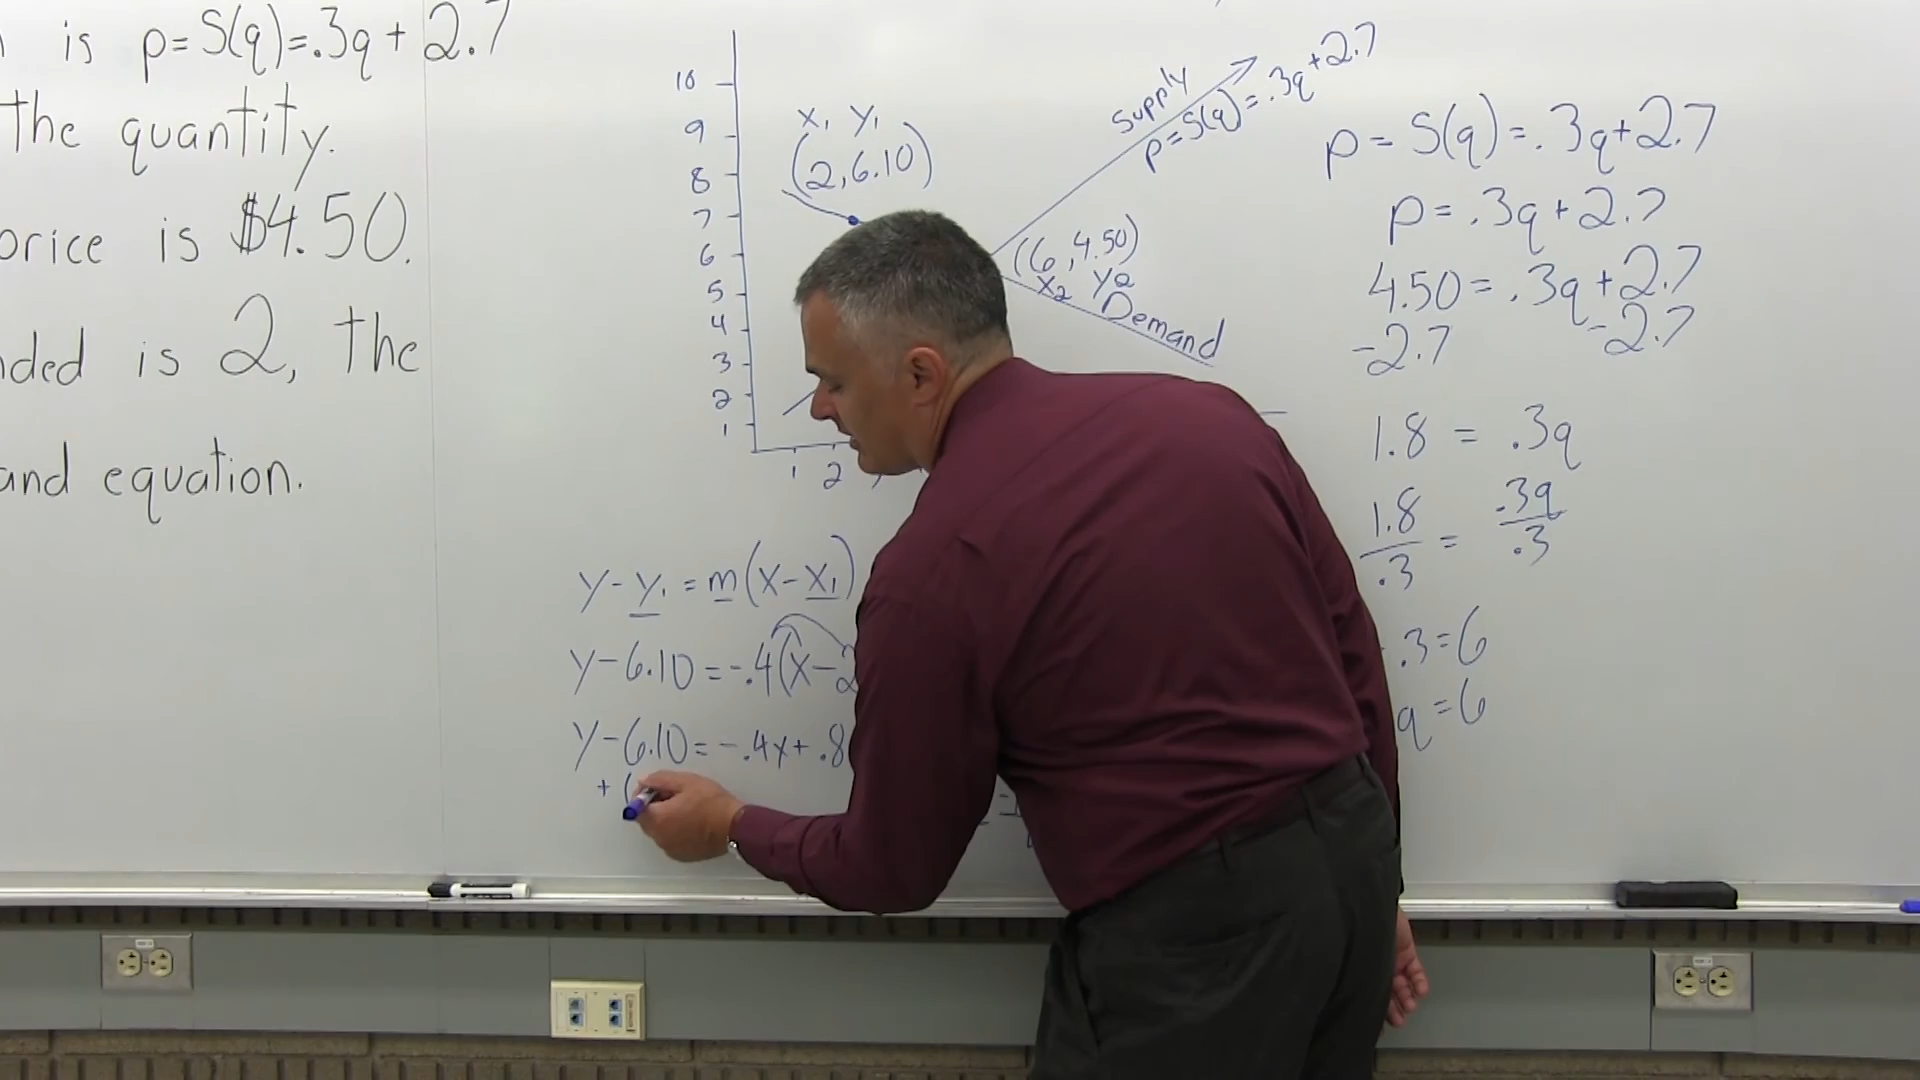 is p=S(q)=.3q+2.7
the quantity.
price is $4.50.
is 2, the
and equation.
10
9
8
7
6
5
4
3
2
1
1 2
x₁ y₁
(2,6.10)
Supply
p=S(q)=.3q+2.7
(6,4.50)
x₂ y₂
Demand
y-y₁=m(x-x₁)
y-6.10=-.4(x-2
y-6.10=-.4x+.8
+
p=S(q)=.3q+2.7
p=.3q+2.7
4.50=.3q+2.7
-2.7 -2.7
1.8=.3q
1.8/.3=.3q/.3
.3=6
q=6